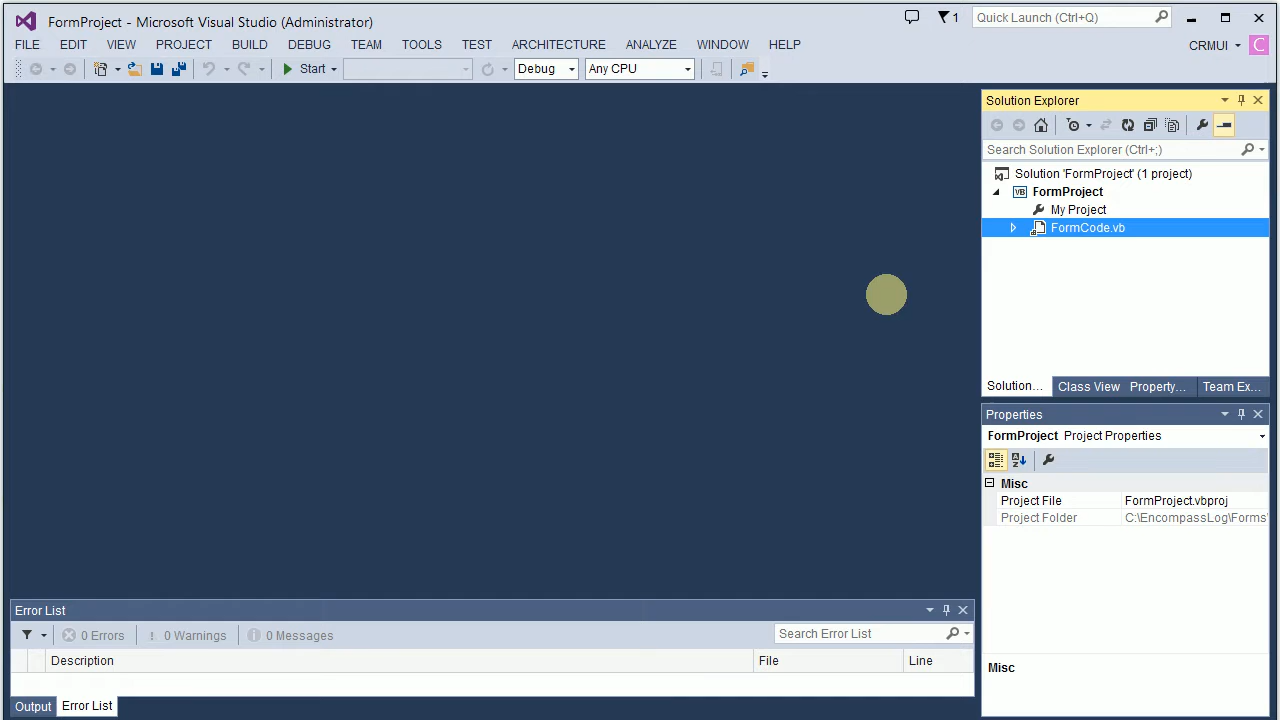 FormProject - Microsoft Visual Studio (Administrator)
1
Quick Launch (Ctrl+Q)
FILE EDIT VIEW PROJECT BUILD DEBUG TEAM TOOLS TEST ARCHITECTURE ANALYZE WINDOW HELP
CRMUI C
Start Debug Any CPU
Solution Explorer
Search Solution Explorer (Ctrl+;)
Solution 'FormProject' (1 project)
VB FormProject
My Project
FormCode.vb
Solution... Class View Property... Team Ex...
Properties
FormProject Project Properties
A Z
Misc
Project File FormProject.vbproj
Project Folder C:\EncompassLog\Forms\
Misc
Error List
0 Errors 0 Warnings 0 Messages
Search Error List
Description File Line
Output Error List